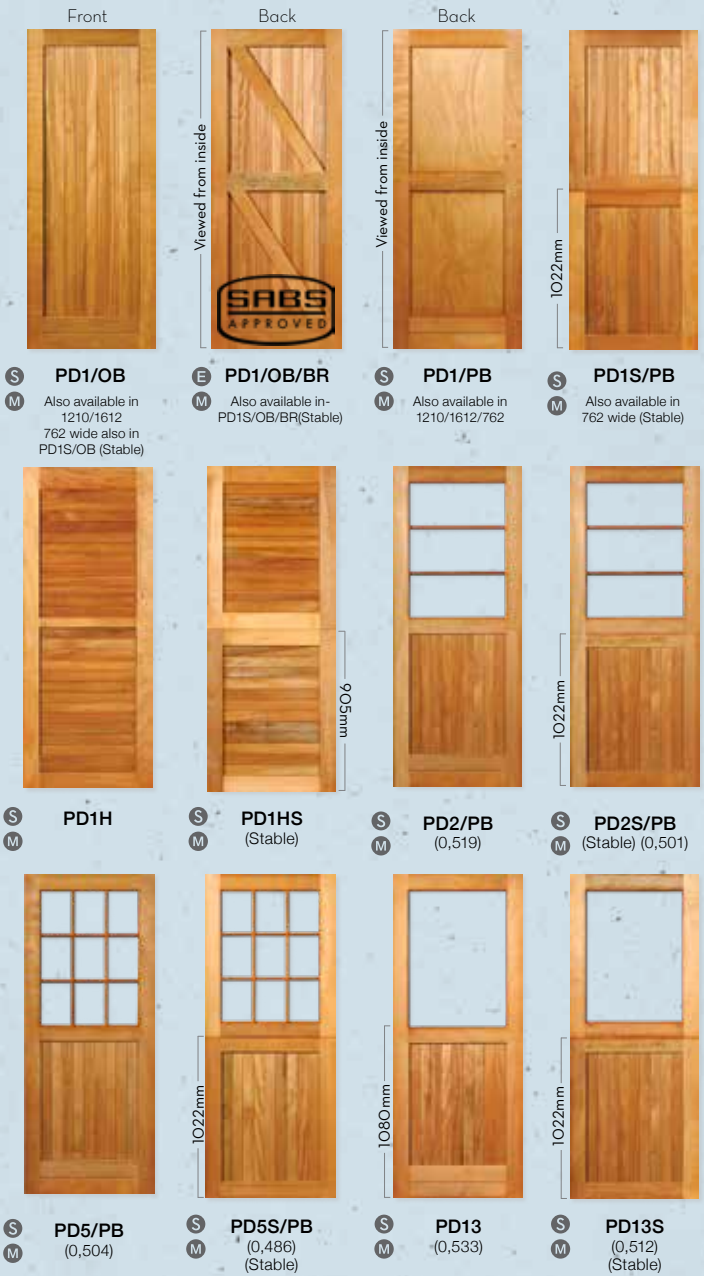 Front
Back
Back
Viewed from inside
Viewed from inside
1022mm
SABS
APPROVED
S
M
PD1/OB
Also available in
1210/1612
762 wide also in
PD1S/OB (Stable)
E
M
PD1/OB/BR
Also available in-
PD1S/OB/BR(Stable)
S
M
PD1/PB
Also available in
1210/1612/762
S
M
PD1S/PB
Also available in
762 wide (Stable)
905mm
1022mm
S
M
PD1H
S
M
PD1HS
(Stable)
S
M
PD2/PB
(0,519)
S
M
PD2S/PB
(Stable) (0,501)
1022mm
1080mm
1022mm
S
M
PD5/PB
(0,504)
S
M
PD5S/PB
(0,486)
(Stable)
S
M
PD13
(0,533)
S
M
PD13S
(0,512)
(Stable)